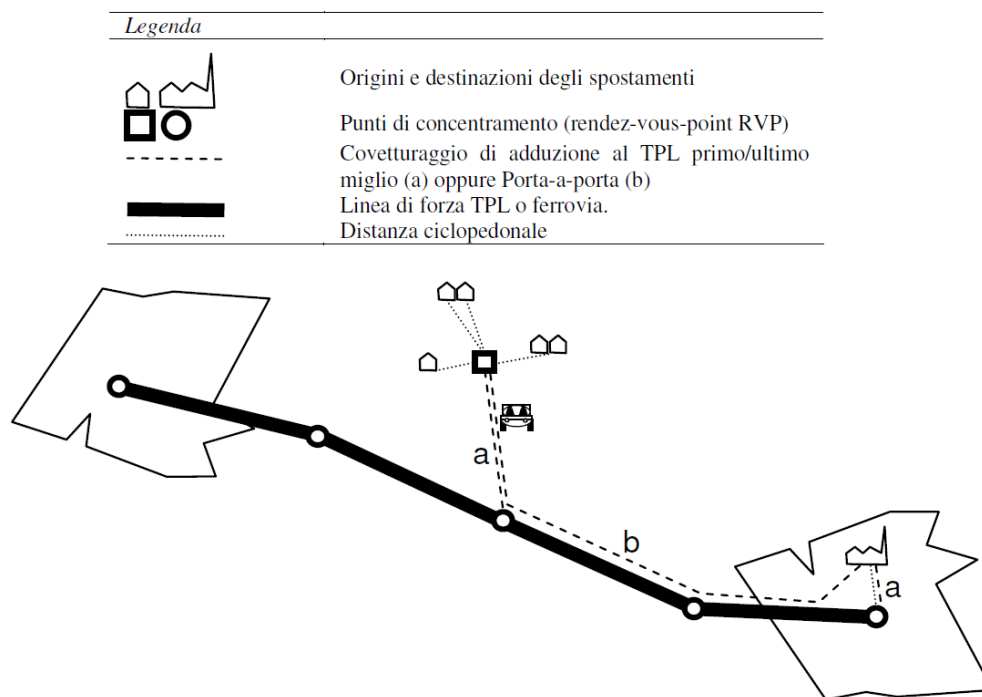 Legenda
Origini e destinazioni degli spostamenti
Punti di concentramento (rendez-vous-point RVP)
Covetturaggio di adduzione al TPL primo/ultimo
miglio (a) oppure Porta-a-porta (b)
Linea di forza TPL o ferrovia.
Distanza ciclopedonale
a
b
a